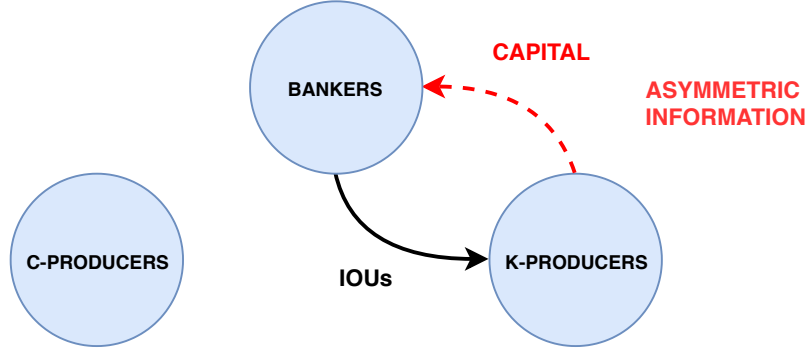 CAPITAL
BANKERS
ASYMMETRIC
INFORMATION
C-PRODUCERS
K-PRODUCERS
IOUs